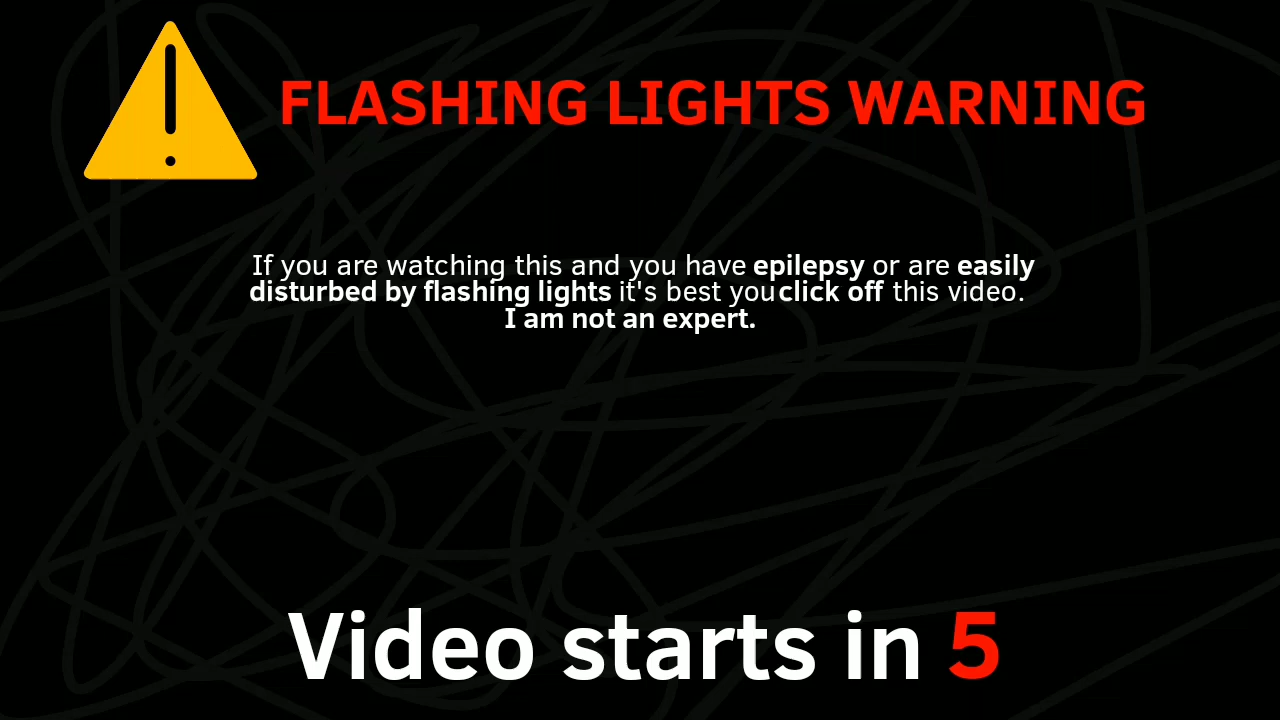 FLASHING LIGHTS WARNING
If you are watching this and you have epilepsy or are easily
disturbed by flashing lights it's best you click off this video.
I am not an expert.
Video starts in 5